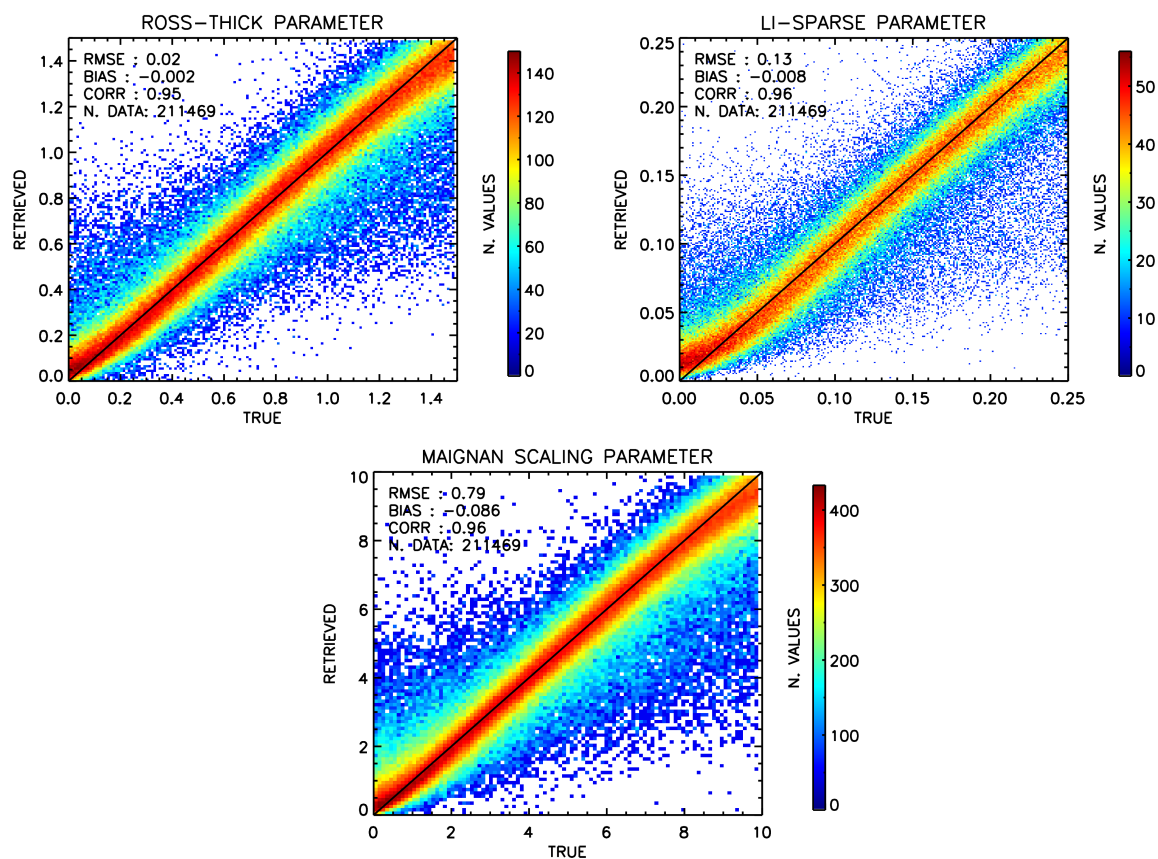 ROSS-THICK PARAMETER
RMSE : 0.02
BIAS : -0.002
CORR : 0.95
N. DATA: 211469
RETRIEVED
1.4
1.2
1.0
0.8
0.6
0.4
0.2
0.0
0.0 0.2 0.4 0.6 0.8 1.0 1.2 1.4
TRUE
N. VALUES
140
120
100
80
60
40
20
0
LI-SPARSE PARAMETER
RMSE : 0.13
BIAS : -0.008
CORR : 0.96
N. DATA: 211469
RETRIEVED
0.25
0.20
0.15
0.10
0.05
0.00
0.00 0.05 0.10 0.15 0.20 0.25
TRUE
N. VALUES
50
40
30
20
10
0
MAIGNAN SCALING PARAMETER
RMSE : 0.79
BIAS : -0.086
CORR : 0.96
N. DATA: 211469
RETRIEVED
10
8
6
4
2
0
0 2 4 6 8 10
TRUE
N. VALUES
400
300
200
100
0